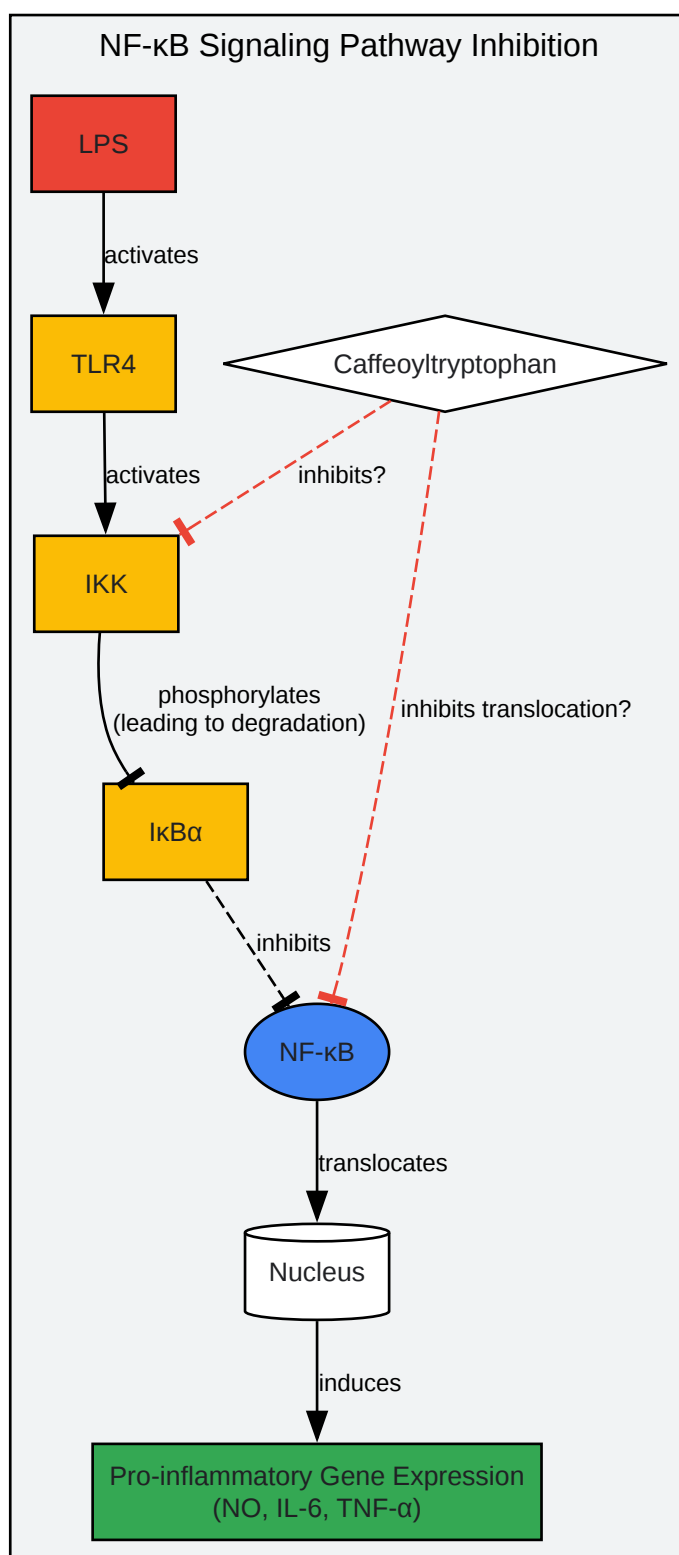 NF-κB Signaling Pathway Inhibition
LPS
activates
TLR4
Caffeoyltryptophan
activates
inhibits?
IKK
phosphorylates
(leading to degradation)
inhibits translocation?
IκBα
inhibits
NF-κB
translocates
Nucleus
induces
Pro-inflammatory Gene Expression
(NO, IL-6, TNF-α)